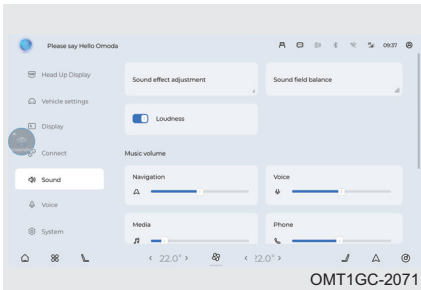 Please say Hello Omoda
09:37
Head Up Display
Vehicle settings
Display
Connect
Sound
Voice
System
Sound effect adjustment
Sound field balance
Loudness
Music volume
Navigation
Voice
Media
Phone
22.0°
22.0°
OMT1GC-2071